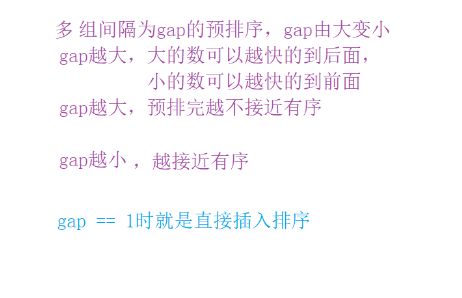 多 组间隔为gap的预排序，gap由大变小
gap越大，大的数可以越快的到后面，
小的数可以越快的到前面
gap越大，预排完越不接近有序
gap越小 ，越接近有序
gap == 1时就是直接插入排序